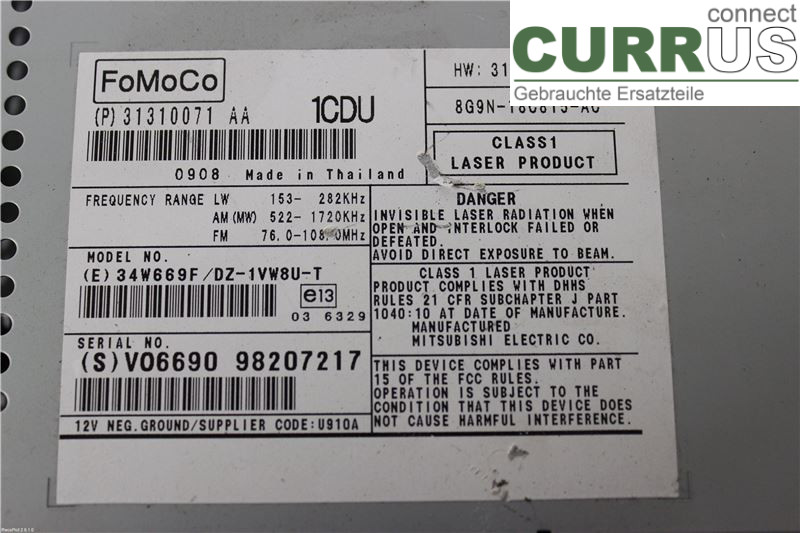 connect
CURRUS
Gebrauchte Ersatzteile
FoMoCo
(P) 31310071 AA
1CDU
HW: 31
8G9N-18C815-AC
CLASS1
LASER PRODUCT
0908 Made in Thailand
FREQUENCY RANGE LW 153- 282KHz
AM (MW) 522- 1720KHz
FM 76.0-108.0MHz
DANGER
INVISIBLE LASER RADIATION WHEN
OPEN AND INTERLOCK FAILED OR
DEFEATED.
AVOID DIRECT EXPOSURE TO BEAM.
MODEL NO.
(E) 34W669F/DZ-1VW8U-T
e13
03 6329
CLASS 1 LASER PRODUCT
PRODUCT COMPLIES WITH DHHS
RULES 21 CFR SUBCHAPTER J PART
1040:10 AT DATE OF MANUFACTURE.
MANUFACTURED
MITSUBISHI ELECTRIC CO.
SERIAL NO.
(S) V06690 98207217
THIS DEVICE COMPLIES WITH PART
15 OF THE FCC RULES.
OPERATION IS SUBJECT TO THE
CONDITION THAT THIS DEVICE DOES
NOT CAUSE HARMFUL INTERFERENCE.
12V NEG.GROUND/SUPPLIER CODE:U910A